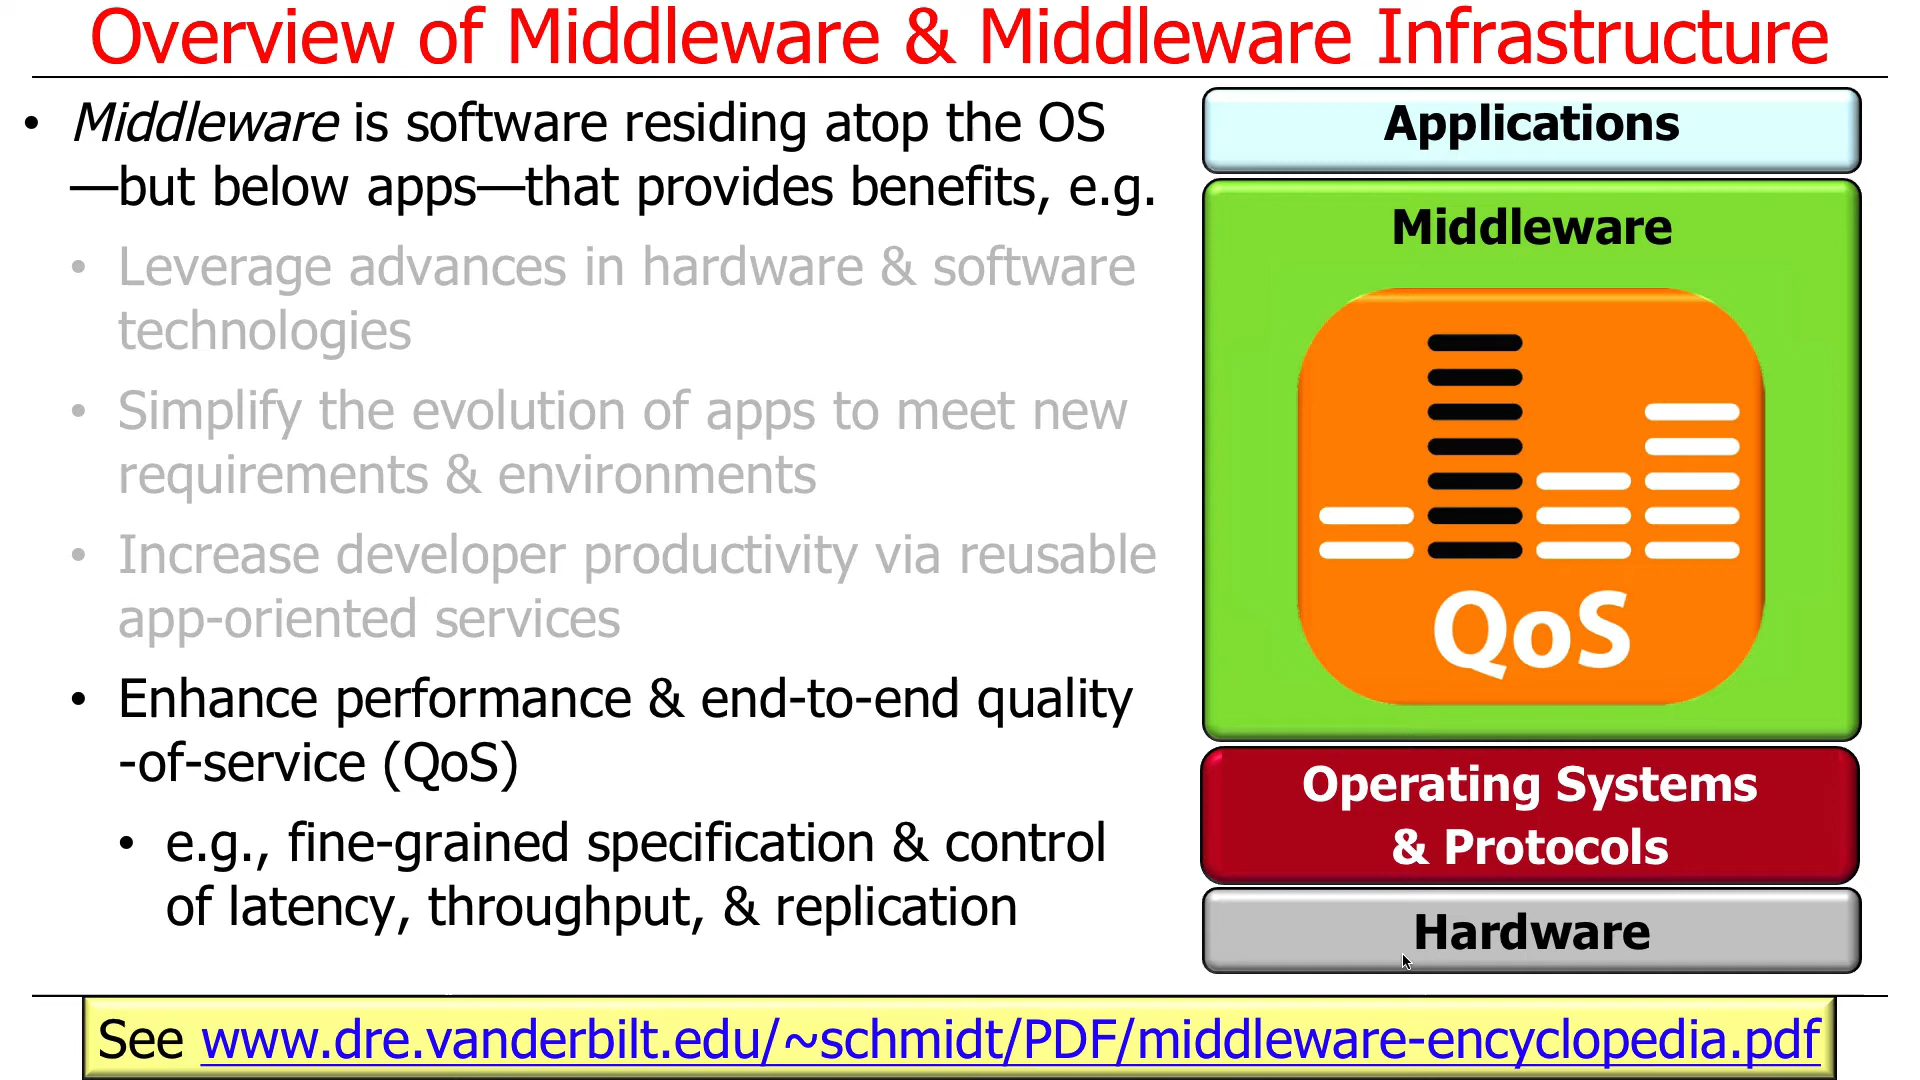 Overview of Middleware & Middleware Infrastructure
• Middleware is software residing atop the OS
—but below apps—that provides benefits, e.g.
• Leverage advances in hardware & software
technologies
• Simplify the evolution of apps to meet new
requirements & environments
• Increase developer productivity via reusable
app-oriented services
• Enhance performance & end-to-end quality
-of-service (QoS)
• e.g., fine-grained specification & control
of latency, throughput, & replication
Applications
Middleware
QoS
Operating Systems
& Protocols
Hardware
See www.dre.vanderbilt.edu/~schmidt/PDF/middleware-encyclopedia.pdf